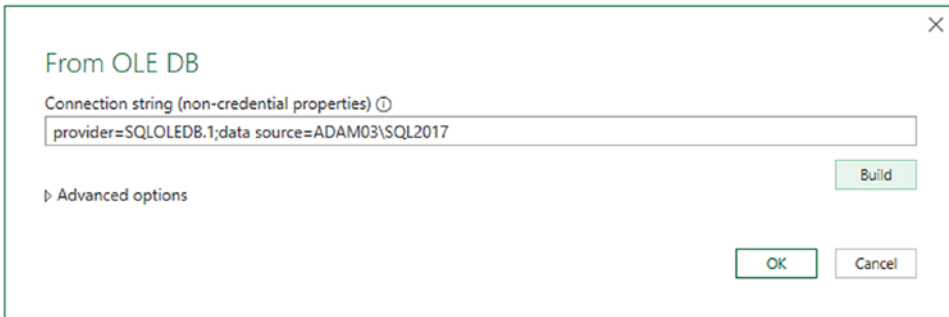 From OLE DB
Connection string (non-credential properties)
provider=SQLOLEDB.1;data source=ADAM03\SQL2017
Build
Advanced options
OK
Cancel